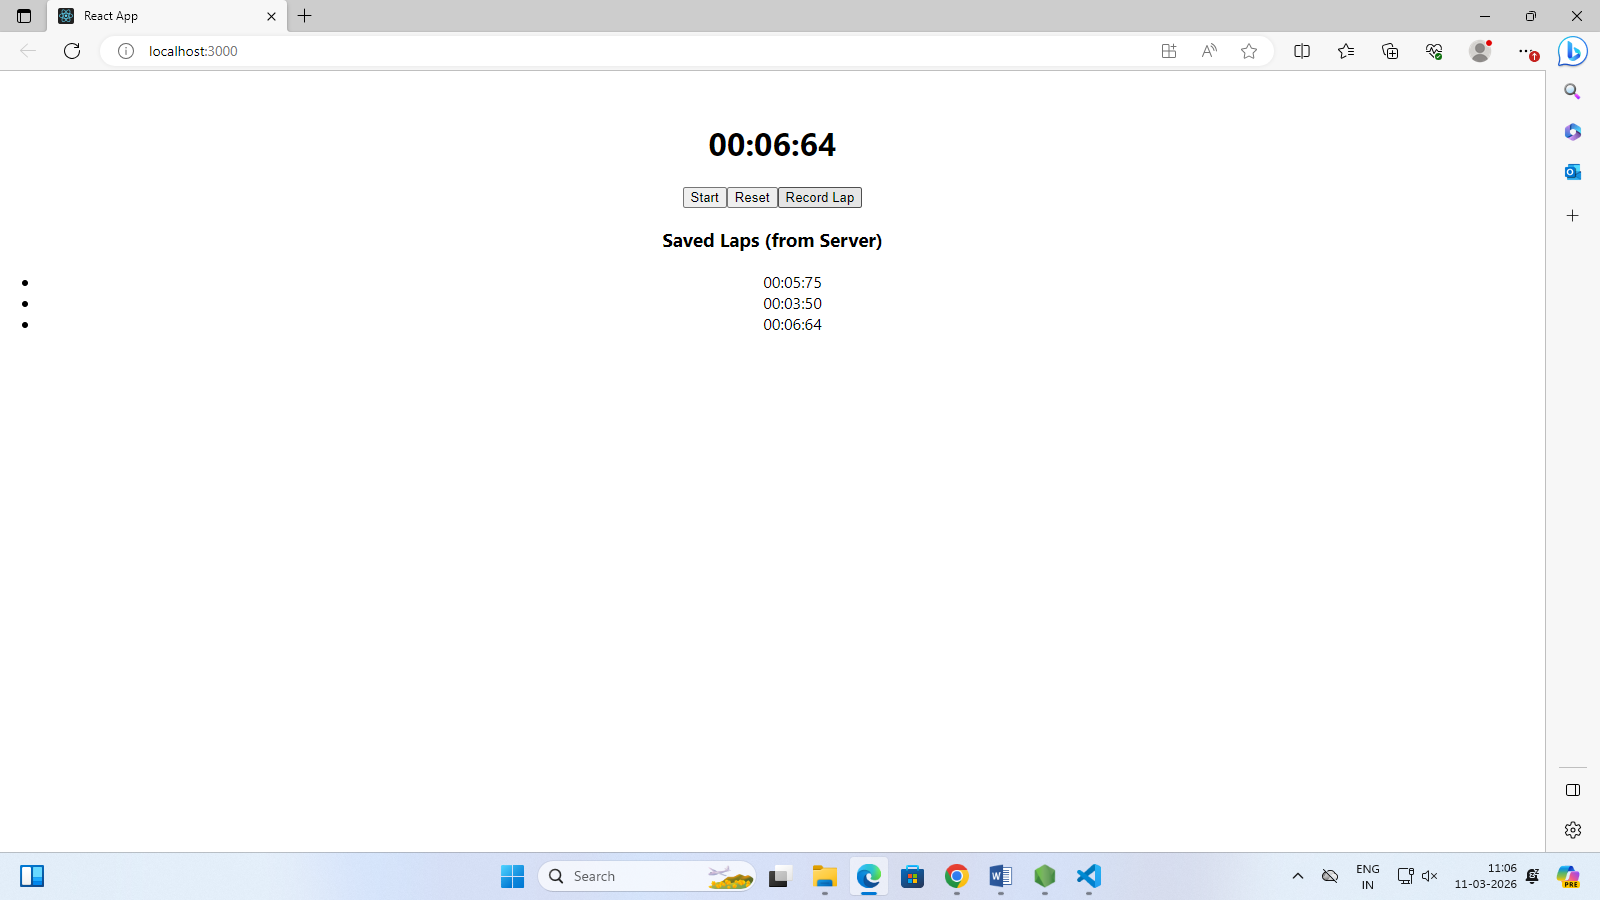 React App
localhost:3000
00:06:64
Start Reset Record Lap
Saved Laps (from Server)
00:05:75
00:03:50
00:06:64
Search
ENG
IN
11:06
11-03-2026
PRE